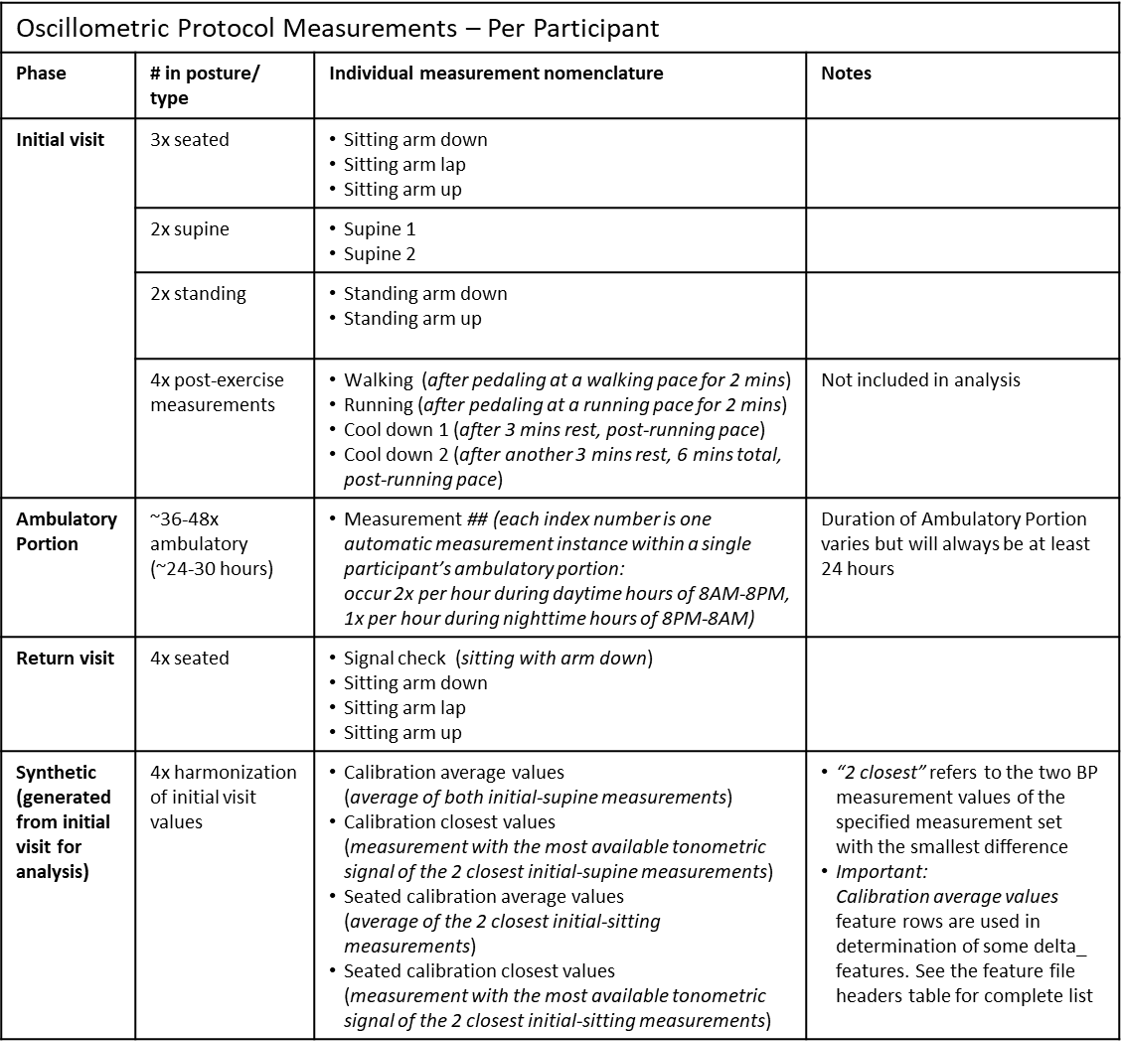 Oscillometric Protocol Measurements – Per Participant
Phase
# in posture/
type
Individual measurement nomenclature
Notes
Initial visit
3x seated
• Sitting arm down
• Sitting arm lap
• Sitting arm up
2x supine
• Supine 1
• Supine 2
2x standing
• Standing arm down
• Standing arm up
4x post-exercise
measurements
• Walking (after pedaling at a walking pace for 2 mins)
• Running (after pedaling at a running pace for 2 mins)
• Cool down 1 (after 3 mins rest, post-running pace)
• Cool down 2 (after another 3 mins rest, 6 mins total,
post-running pace)
Not included in analysis
Ambulatory
Portion
~36-48x
ambulatory
(~24-30 hours)
• Measurement ## (each index number is one
automatic measurement instance within a single
participant's ambulatory portion:
occur 2x per hour during daytime hours of 8AM-8PM,
1x per hour during nighttime hours of 8PM-8AM)
Duration of Ambulatory Portion
varies but will always be at least
24 hours
Return visit
4x seated
• Signal check (sitting with arm down)
• Sitting arm down
• Sitting arm lap
• Sitting arm up
Synthetic
(generated
from initial
visit for
analysis)
4x harmonization
of initial visit
values
• Calibration average values
(average of both initial-supine measurements)
• Calibration closest values
(measurement with the most available tonometric
signal of the 2 closest initial-supine measurements)
• Seated calibration average values
(average of the 2 closest initial-sitting
measurements)
• Seated calibration closest values
(measurement with the most available tonometric
signal of the 2 closest initial-sitting measurements)
• “2 closest” refers to the two BP
measurement values of the
specified measurement set
with the smallest difference
• Important:
Calibration average values
feature rows are used in
determination of some delta_
features. See the feature file
headers table for complete list